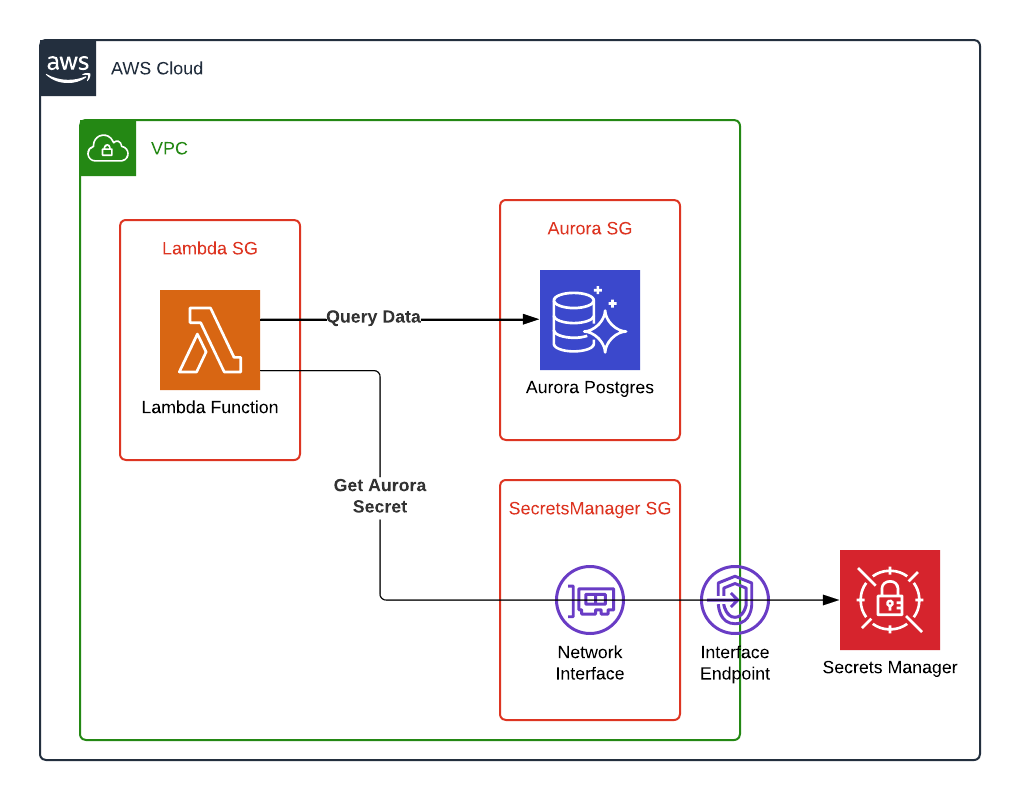 aws
AWS Cloud
VPC
Lambda SG
Aurora SG
Query Data
Aurora Postgres
Lambda Function
Get Aurora
Secret
SecretsManager SG
Network
Interface
Interface
Endpoint
Secrets Manager